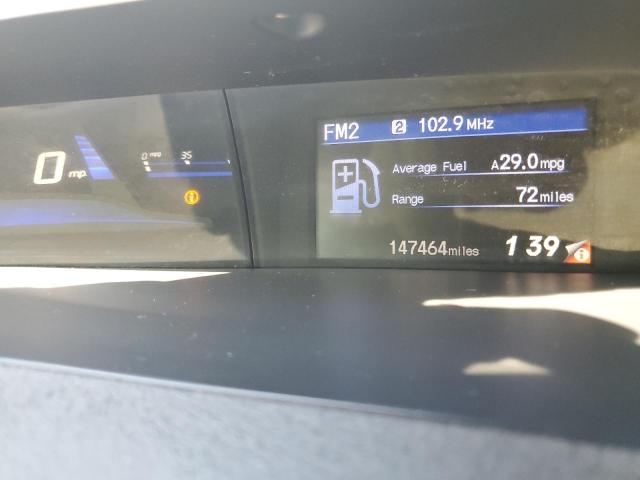 FM2 2 102.9 MHz
0 mph
0 mpg 35
Average Fuel A29.0mpg
Range 72miles
147464miles 1 39